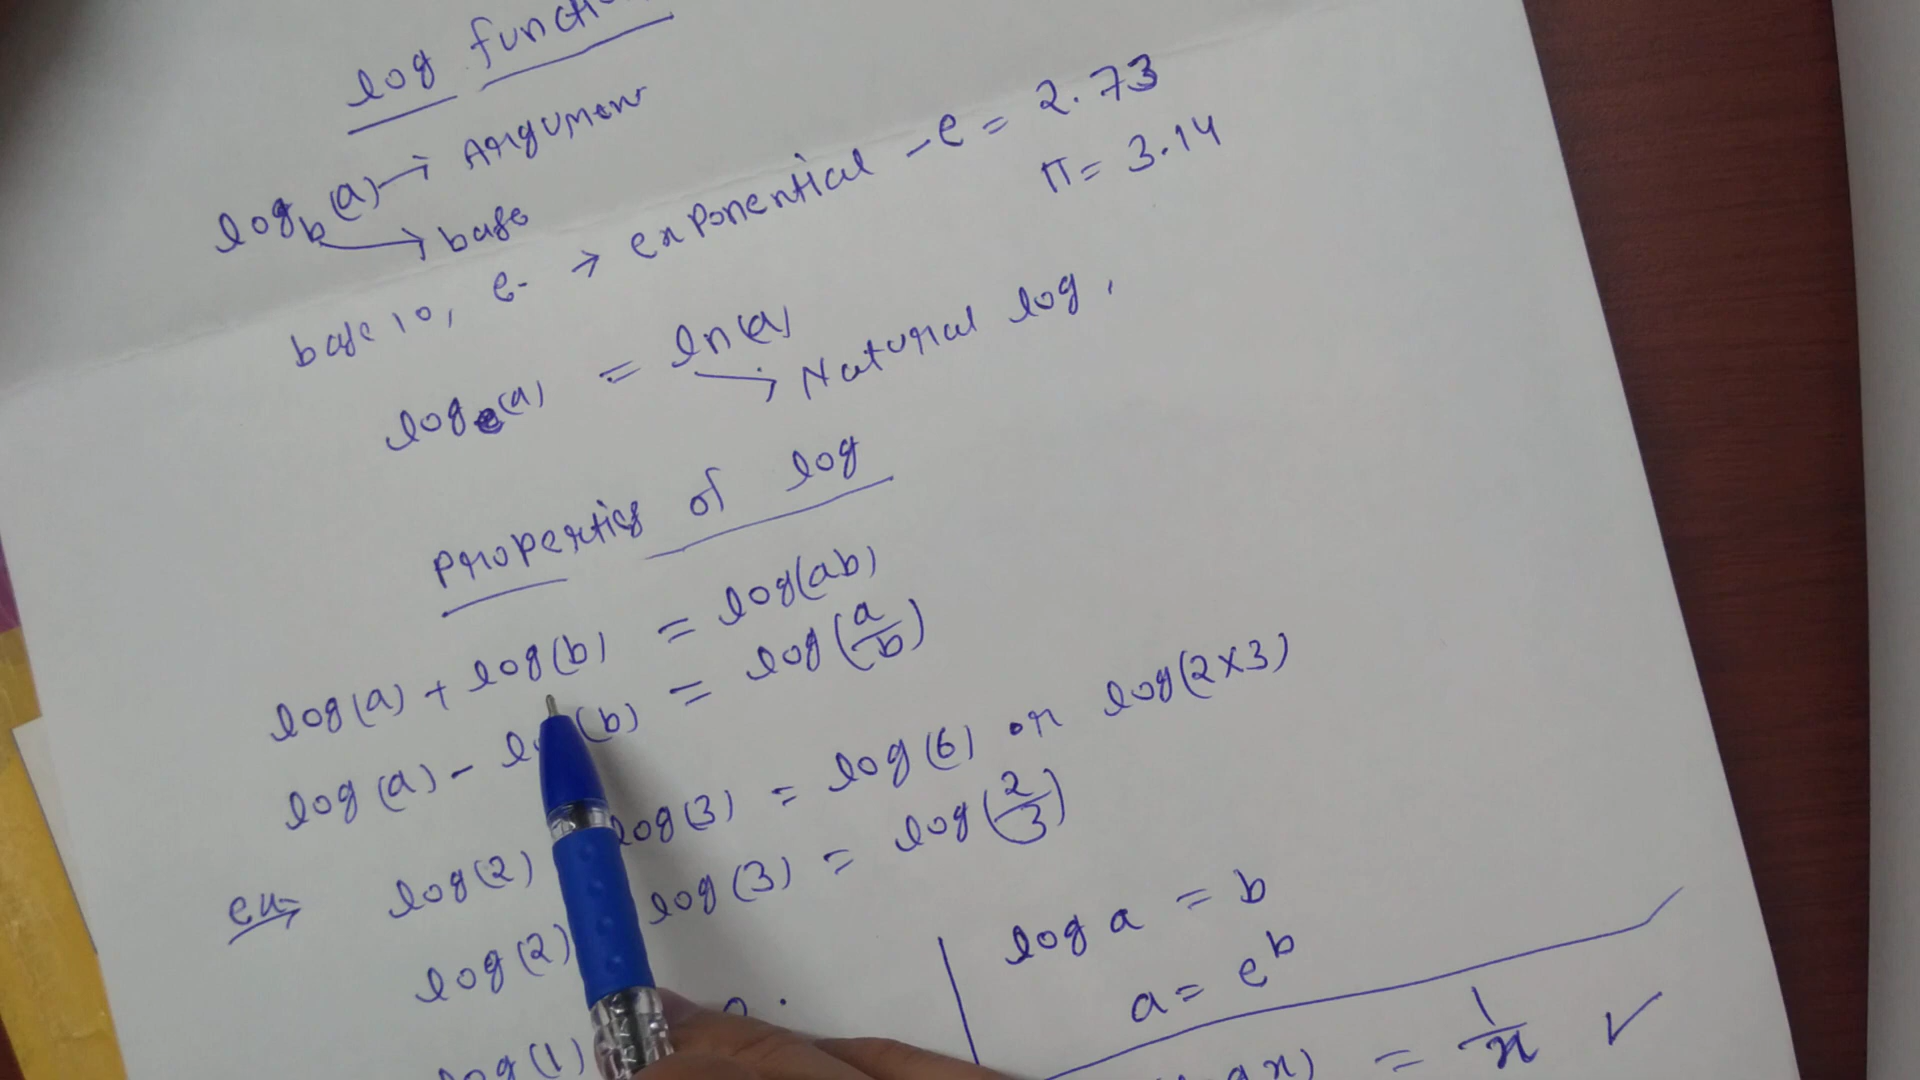 log
log_b(a) → Argument
→ base
base 10, e- → exponential - e = 2.73
π = 3.14
log_e(a) = ln(a)
→ Natural log.
Properties of log
log(a) + log(b) = log(ab)
log(a) - (b) = log(a/b)
ex→ log(2) log(3) = log(6) or log(2×3)
log(2) log(3) = log(2/3)
log a = b
a = e^b
log(1)
x) = 1/x ✓